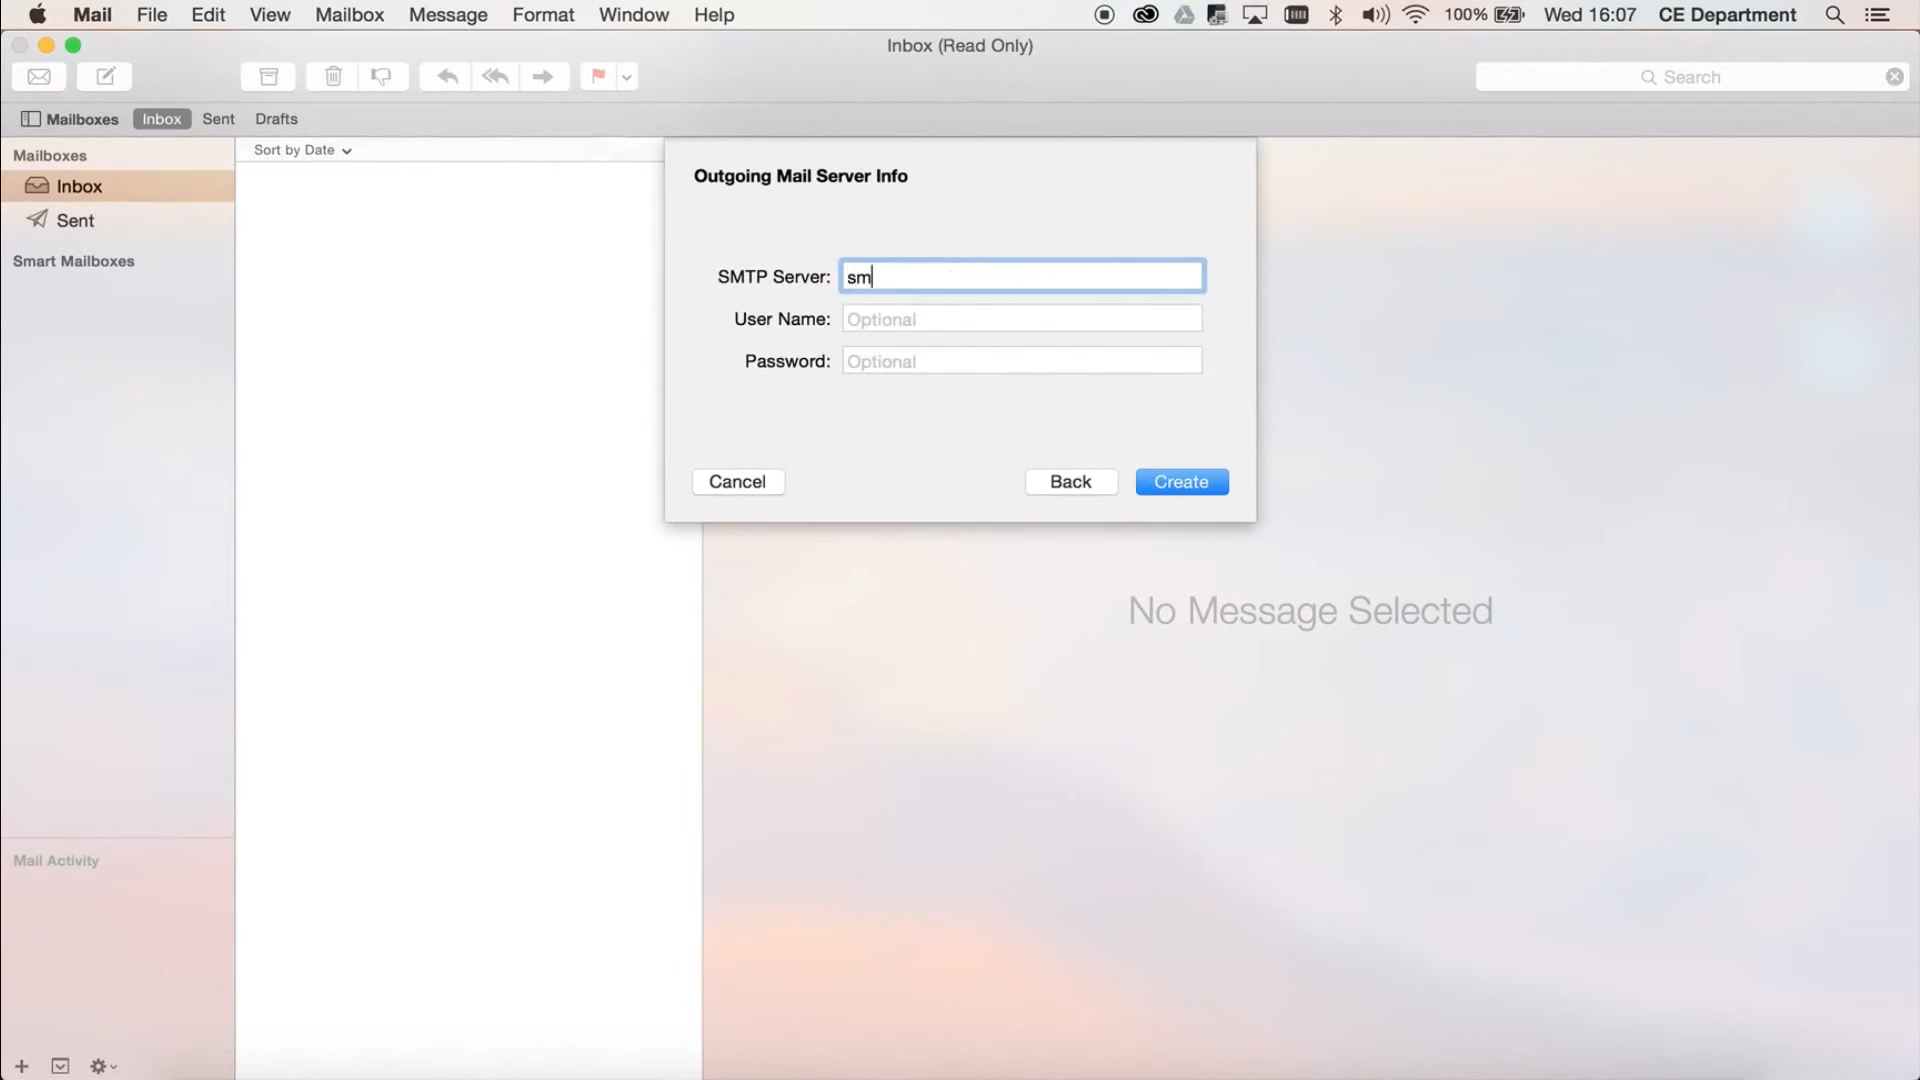 Mail File Edit View Mailbox Message Format Window Help 100% Wed 16:07 CE Department
Inbox (Read Only)
Search
Mailboxes Inbox Sent Drafts
Mailboxes
Inbox
Sent
Smart Mailboxes
Mail Activity
Sort by Date
Outgoing Mail Server Info
SMTP Server: sm
User Name: Optional
Password: Optional
Cancel Back Create
No Message Selected